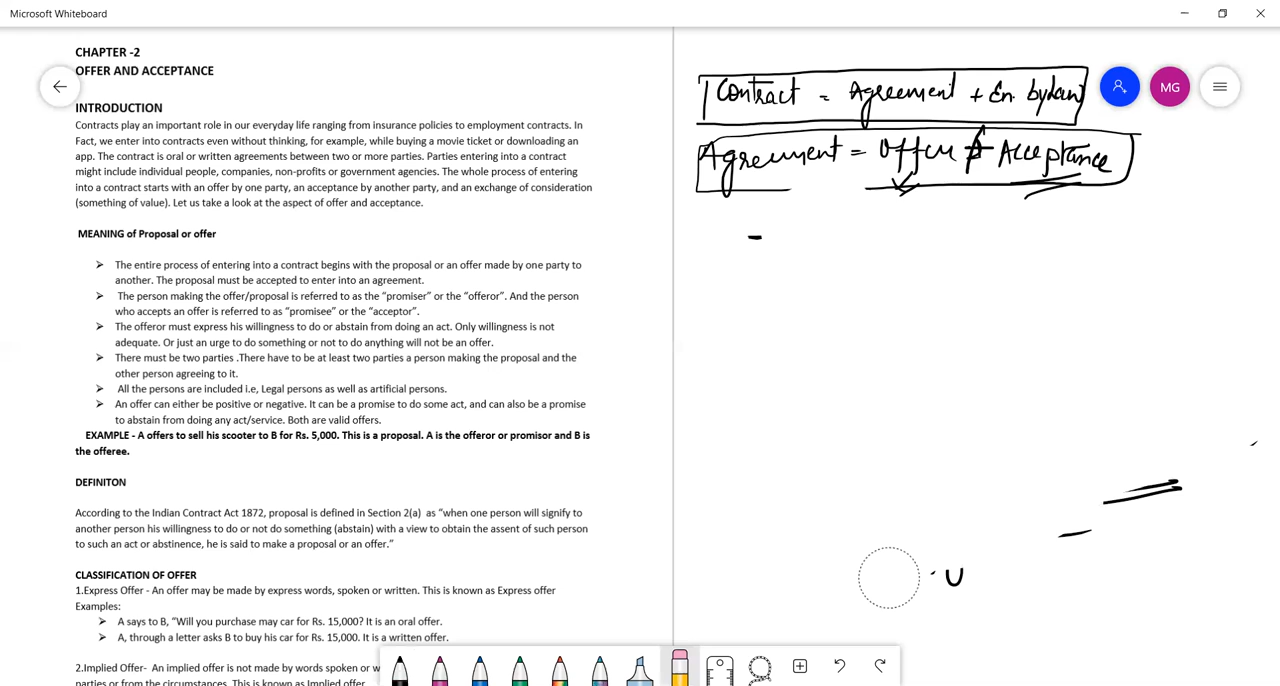 Microsoft Whiteboard
CHAPTER -2
OFFER AND ACCEPTANCE
INTRODUCTION
Contracts play an important role in our everyday life ranging from insurance policies to employment contracts. In
Fact, we enter into contracts even without thinking, for example, while buying a movie ticket or downloading an
app. The contract is oral or written agreements between two or more parties. Parties entering into a contract
might include individual people, companies, non-profits or government agencies. The whole process of entering
into a contract starts with an offer by one party, an acceptance by another party, and an exchange of consideration
(something of value). Let us take a look at the aspect of offer and acceptance.
MEANING of Proposal or offer
➢ The entire process of entering into a contract begins with the proposal or an offer made by one party to
another. The proposal must be accepted to enter into an agreement.
➢ The person making the offer/proposal is referred to as the “promiser” or the “offeror”. And the person
who accepts an offer is referred to as “promisee” or the “acceptor”.
➢ The offeror must express his willingness to do or abstain from doing an act. Only willingness is not
adequate. Or just an urge to do something or not to do anything will not be an offer.
➢ There must be two parties .There have to be at least two parties a person making the proposal and the
other person agreeing to it.
➢ All the persons are included i.e, Legal persons as well as artificial persons.
➢ An offer can either be positive or negative. It can be a promise to do some act, and can also be a promise
to abstain from doing any act/service. Both are valid offers.
EXAMPLE - A offers to sell his scooter to B for Rs. 5,000. This is a proposal. A is the offeror or promisor and B is
the offeree.
DEFINITON
According to the Indian Contract Act 1872, proposal is defined in Section 2(a) as “when one person will signify to
another person his willingness to do or not do something (abstain) with a view to obtain the assent of such person
to such an act or abstinence, he is said to make a proposal or an offer.”
CLASSIFICATION OF OFFER
1.Express Offer - An offer may be made by express words, spoken or written. This is known as Express offer
Examples:
➢ A says to B, “Will you purchase may car for Rs. 15,000? It is an oral offer.
➢ A, through a letter asks B to buy his car for Rs. 15,000. It is a written offer.
2.Implied Offer- An implied offer is not made by words spoken or w
parties or from the circumstances. This is known as Implied offer
Contract = Agreement + En. by law
Agreement = Offer + Acceptance
MG
U